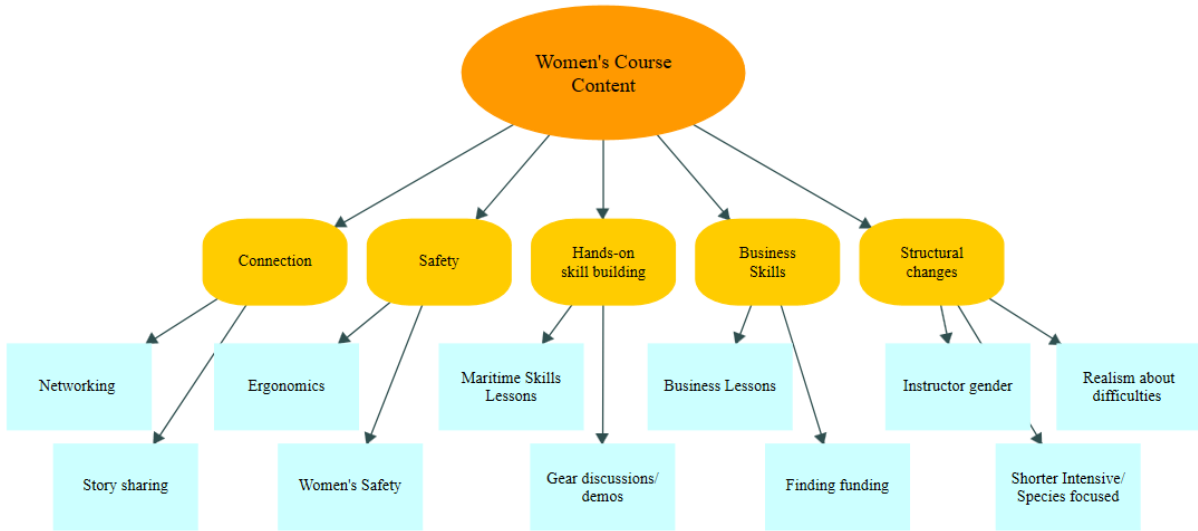 Women's Course
Content
Connection
Safety
Hands-on
skill building
Business
Skills
Structural
changes
Networking
Ergonomics
Maritime Skills
Lessons
Business Lessons
Instructor gender
Realism about
difficulties
Story sharing
Women's Safety
Gear discussions/
demos
Finding funding
Shorter Intensive/
Species focused